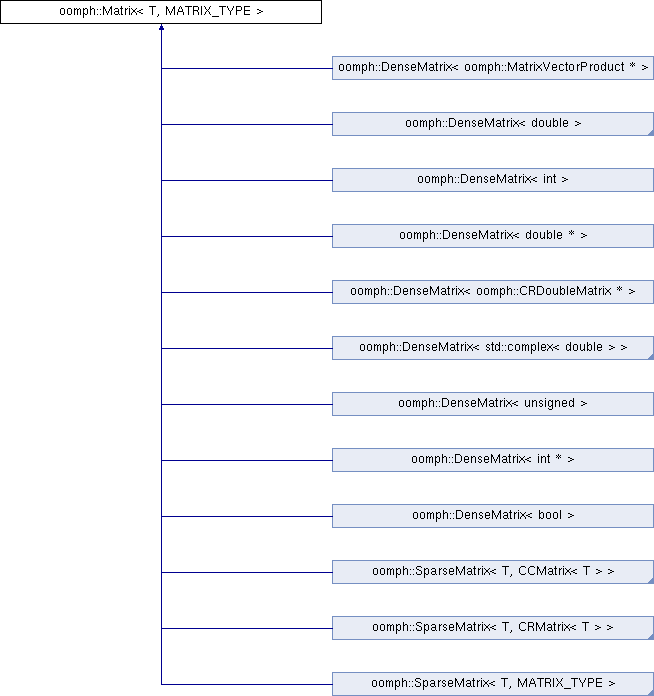 oomph::Matrix< T, MATRIX_TYPE >
oomph::DenseMatrix< oomph::MatrixVectorProduct * >
oomph::DenseMatrix< double >
oomph::DenseMatrix< int >
oomph::DenseMatrix< double * >
oomph::DenseMatrix< oomph::CRDoubleMatrix * >
oomph::DenseMatrix< std::complex< double > >
oomph::DenseMatrix< unsigned >
oomph::DenseMatrix< int * >
oomph::DenseMatrix< bool >
oomph::SparseMatrix< T, CCMatrix< T > >
oomph::SparseMatrix< T, CRMatrix< T > >
oomph::SparseMatrix< T, MATRIX_TYPE >